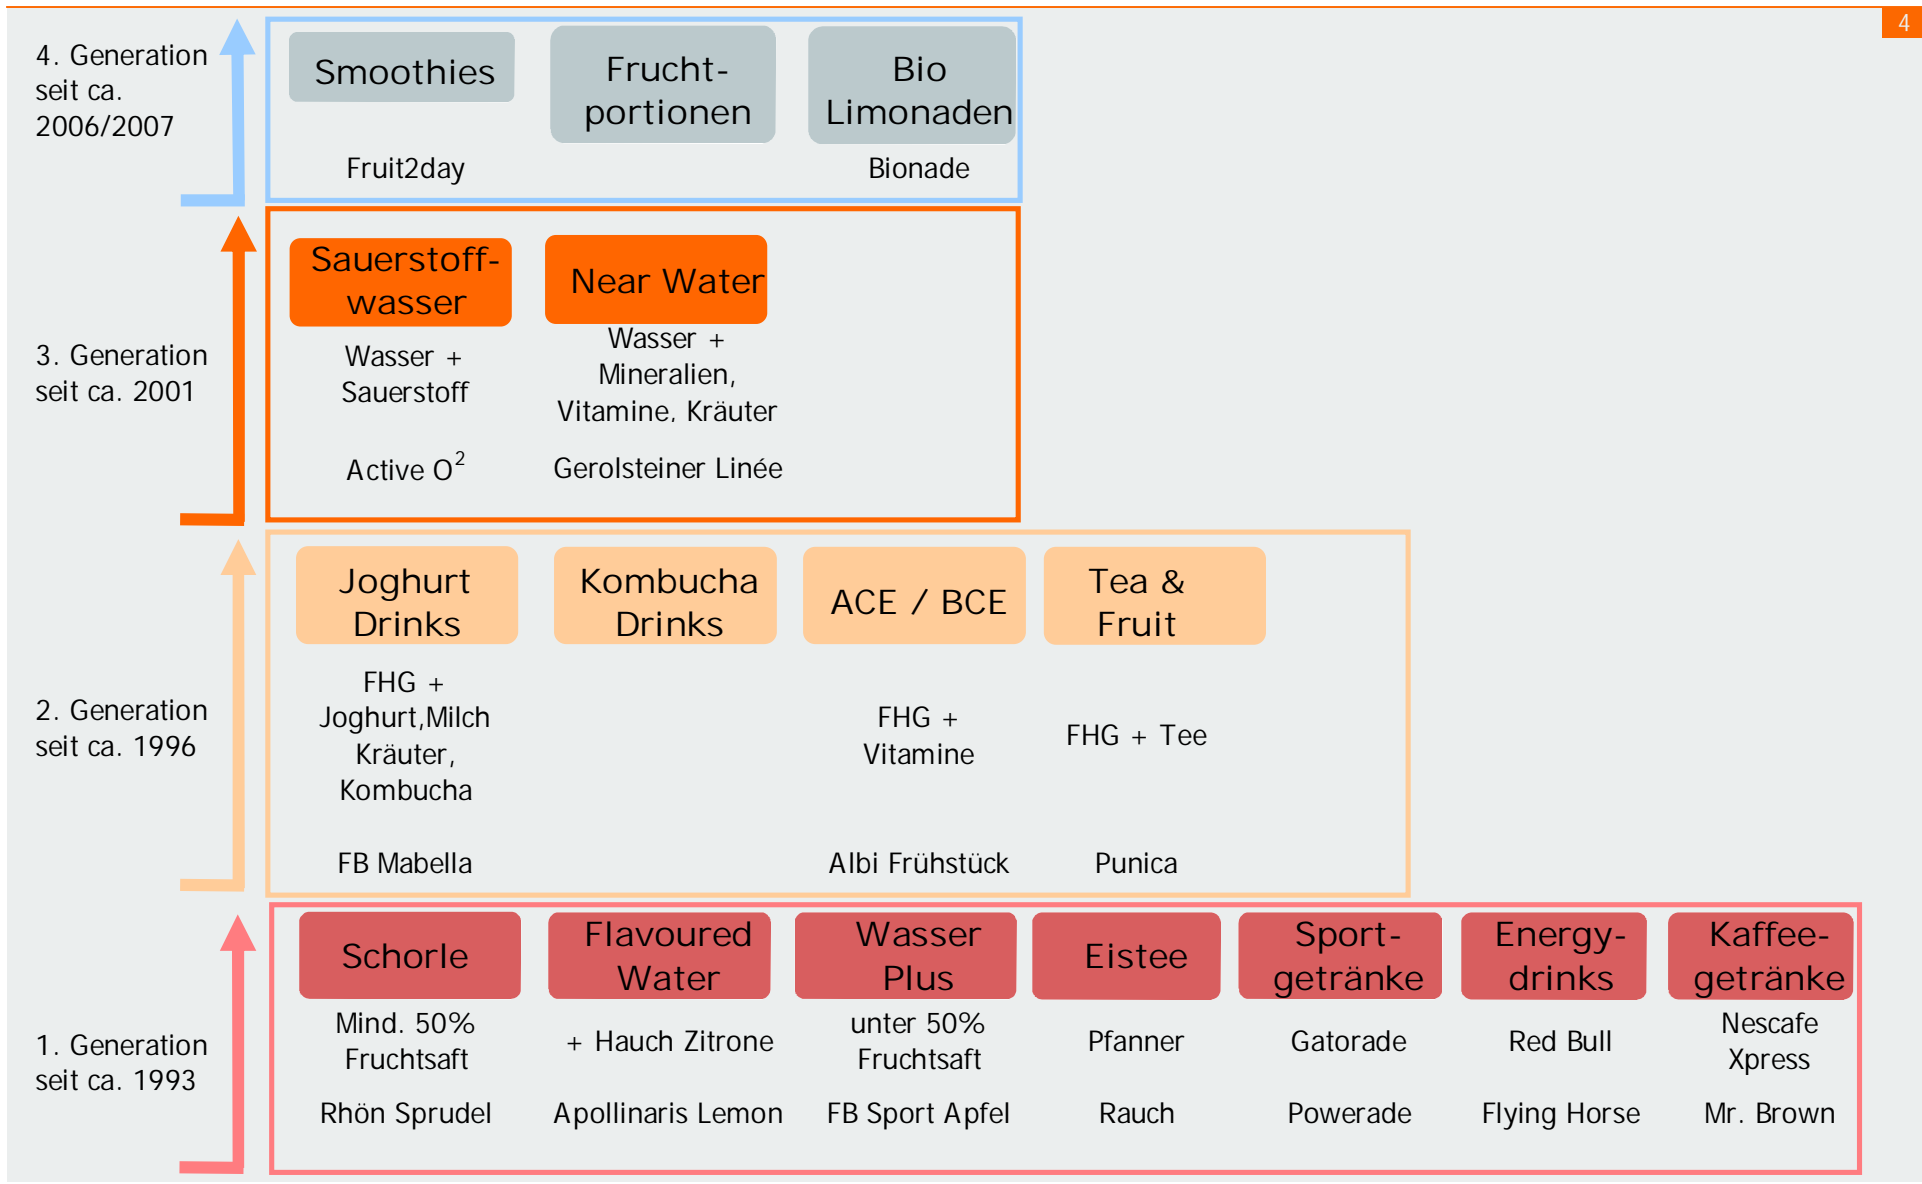 4
4. Generation
seit ca.
2006/2007
Smoothies
Frucht-
portionen
Bio
Limonaden
Fruit2day
Bionade
3. Generation
seit ca. 2001
Sauerstoff-
wasser
Near Water
Wasser +
Sauerstoff
Wasser +
Mineralien,
Vitamine, Kräuter
Active O²
Gerolsteiner Linée
2. Generation
seit ca. 1996
Joghurt
Drinks
Kombucha
Drinks
ACE / BCE
Tea &
Fruit
FHG +
Joghurt,Milch
Kräuter,
Kombucha
FHG +
Vitamine
FHG + Tee
FB Mabella
Albi Frühstück
Punica
1. Generation
seit ca. 1993
Schorle
Flavoured
Water
Wasser
Plus
Eistee
Sport-
getränke
Energy-
drinks
Kaffee-
getränke
Mind. 50%
Fruchtsaft
+ Hauch Zitrone
unter 50%
Fruchtsaft
Pfanner
Gatorade
Red Bull
Nescafe
Xpress
Rhön Sprudel
Apollinaris Lemon
FB Sport Apfel
Rauch
Powerade
Flying Horse
Mr. Brown